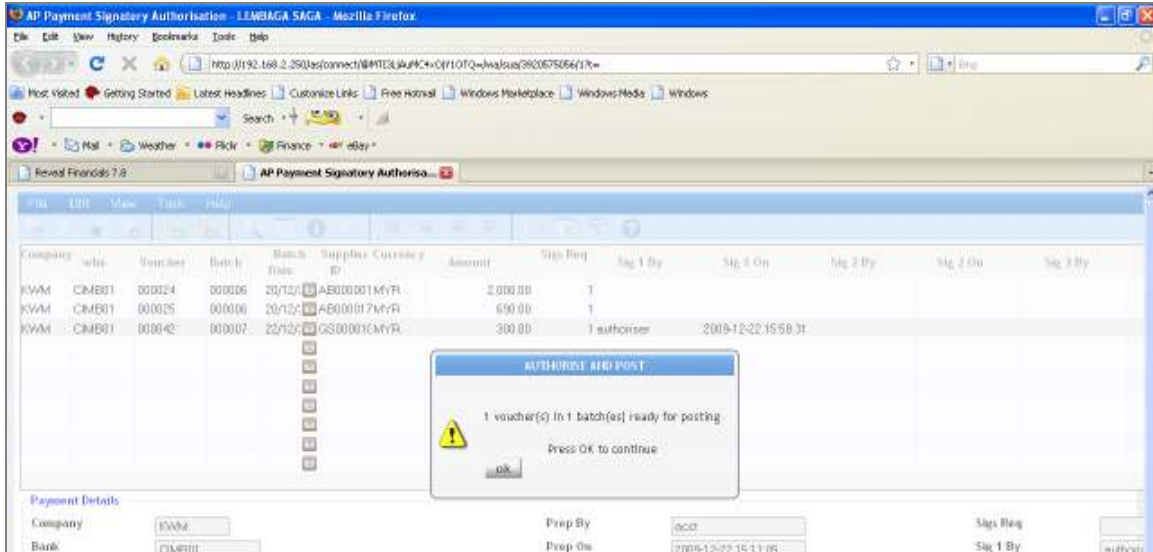 AP Payment Signatory Authorisation - LEMBAGA SAGA - Mozilla Firefox
File Edit View History Bookmarks Tools Help
Most Visited Getting Started Latest Headlines Customize Links Free Hotmail Windows Marketplace Windows Media Windows
Search
Y! Mail Weather Flickr Finance eBay
Reveal Financials 7.8 AP Payment Signatory Authorisa...
File Edit View Tools Help
Company Voucher Batch Batch Date Supplier ID Currency Amount Sigs Req Sig 1 By Sig 1 On Sig 2 By Sig 2 On Sig 3 By
KWM CIMB01 000024 000006 20/12/ AB000001 MYR 2,000.00 1
KWM CIMB01 000025 000006 20/12/ AB000017 MYR 690.00 1
KWM CIMB01 000042 000007 22/12/ MYR 300.00 1 authoriser 2009-12-22 15:58:31
AUTHORISE AND POST
1 voucher(s) in 1 batch(es) ready for posting
Press OK to continue
ok
Payment Details
Company KWM Prep By acct Sigs Req
Bank CIMB01 Prep On 2009-12-22 15:11:05 Sig 1 By